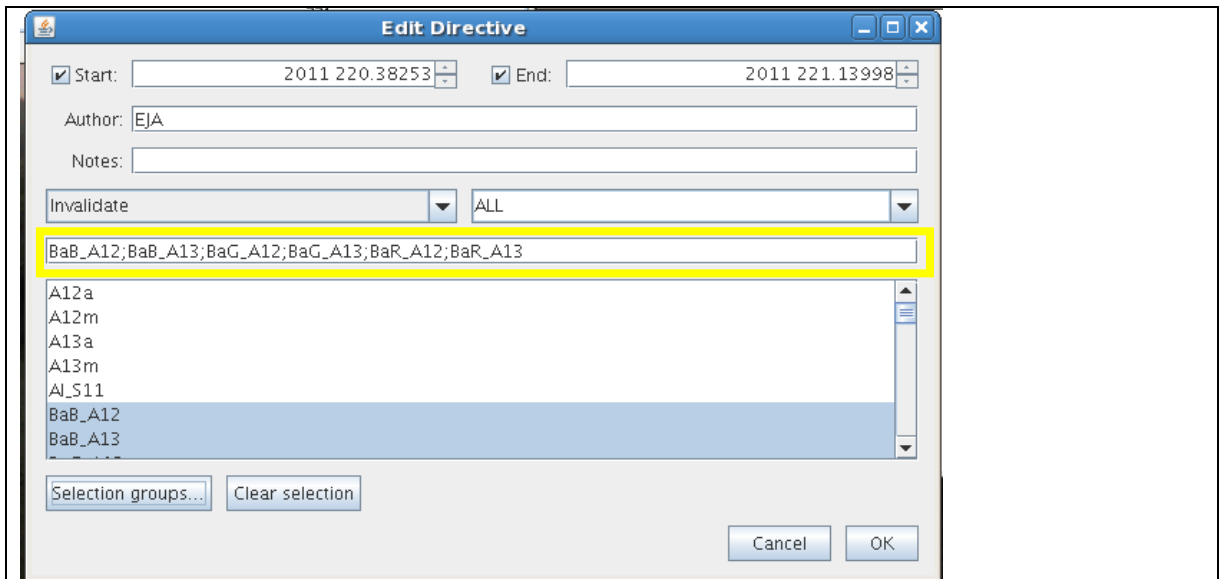 Edit Directive
Start: 2011 220.38253 End: 2011 221.13998
Author: EJA
Notes:
Invalidate ALL
BaB_A12;BaB_A13;BaG_A12;BaG_A13;BaR_A12;BaR_A13
A12a
A12m
A13a
A13m
AI_S11
BaB_A12
BaB_A13
Selection groups... Clear selection
Cancel OK